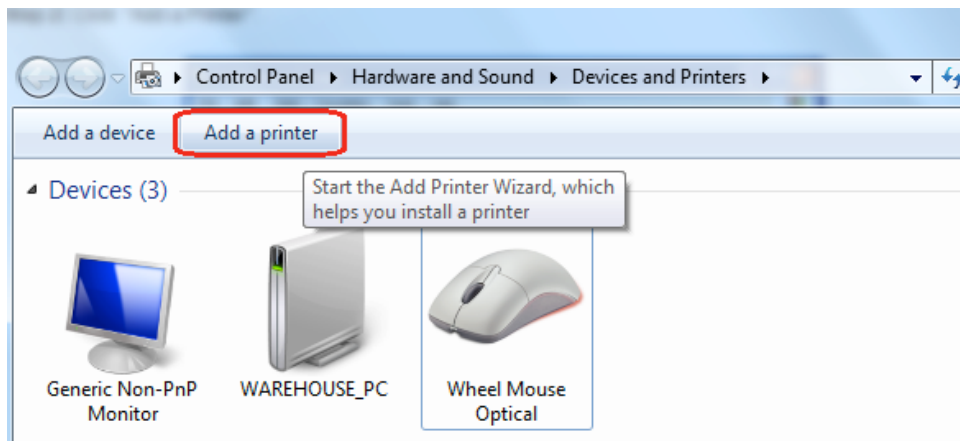 Control Panel Hardware and Sound Devices and Printers
Add a device Add a printer
Devices (3)
Start the Add Printer Wizard, which
helps you install a printer
Generic Non-PnP
Monitor
WAREHOUSE_PC
Wheel Mouse
Optical